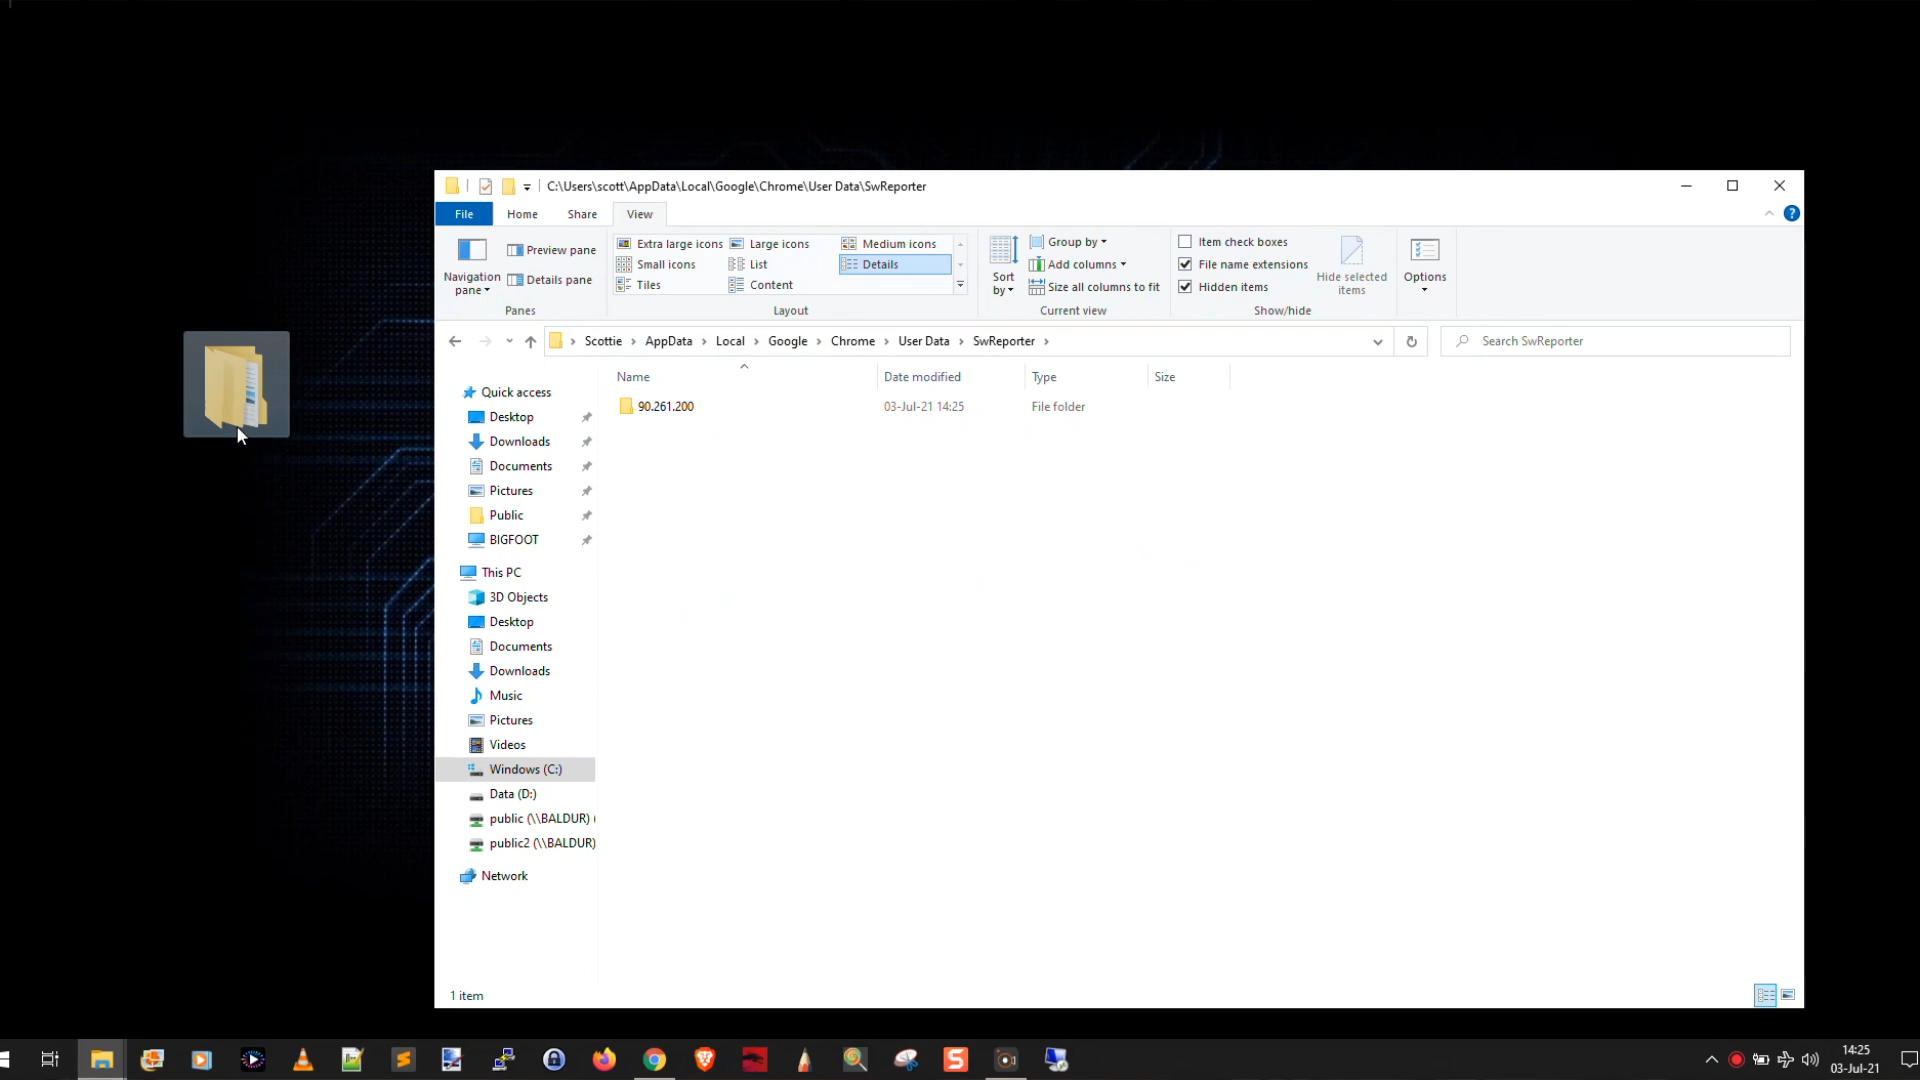 C:\Users\scott\AppData\Local\Google\Chrome\User Data\SwReporter
File Home Share View
Navigation pane
Preview pane
Details pane
Panes
Extra large icons Large icons Medium icons
Small icons List Details
Tiles Content
Layout
Sort by
Group by
Add columns
Size all columns to fit
Current view
Item check boxes
File name extensions
Hidden items
Hide selected items
Show/hide
Options
Scottie › AppData › Local › Google › Chrome › User Data › SwReporter ›
Search SwReporter
Name Date modified Type Size
90.261.200 03-Jul-21 14:25 File folder
Quick access
Desktop
Downloads
Documents
Pictures
Public
BIGFOOT
This PC
3D Objects
Desktop
Documents
Downloads
Music
Pictures
Videos
Windows (C:)
Data (D:)
public (\\BALDUR) (
public2 (\\BALDUR)
Network
1 item
S
14:25
03-Jul-21